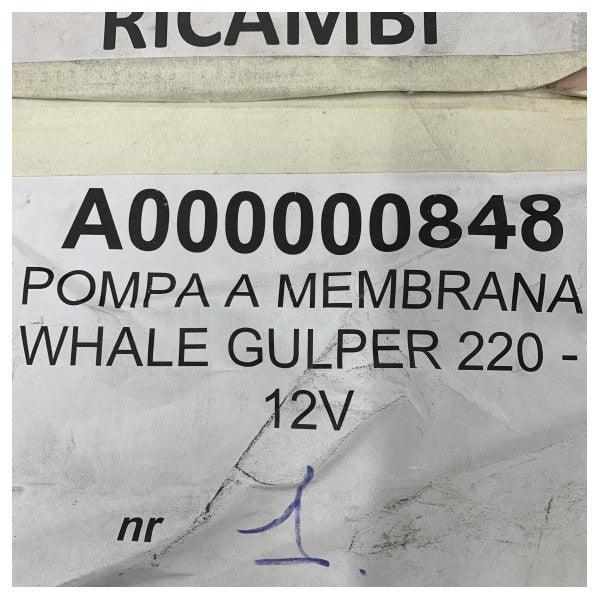 RICAMBI
A000000848
POMPA A MEMBRANA
WHALE GULPER 220 -
12V
nr 1.